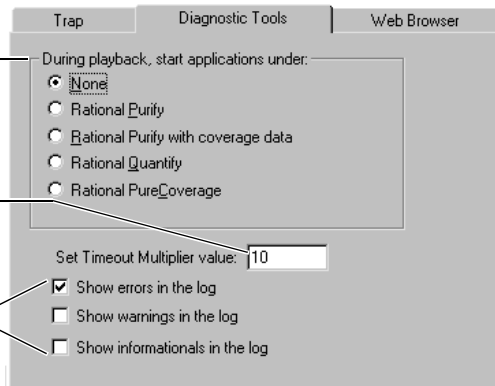 Trap
Diagnostic Tools
Web Browser
During playback, start applications under:
None
Rational Purify
Rational Purify with coverage data
Rational Quantify
Rational PureCoverage
Set Timeout Multiplier value: 10
Show errors in the log
Show warnings in the log
Show informationals in the log